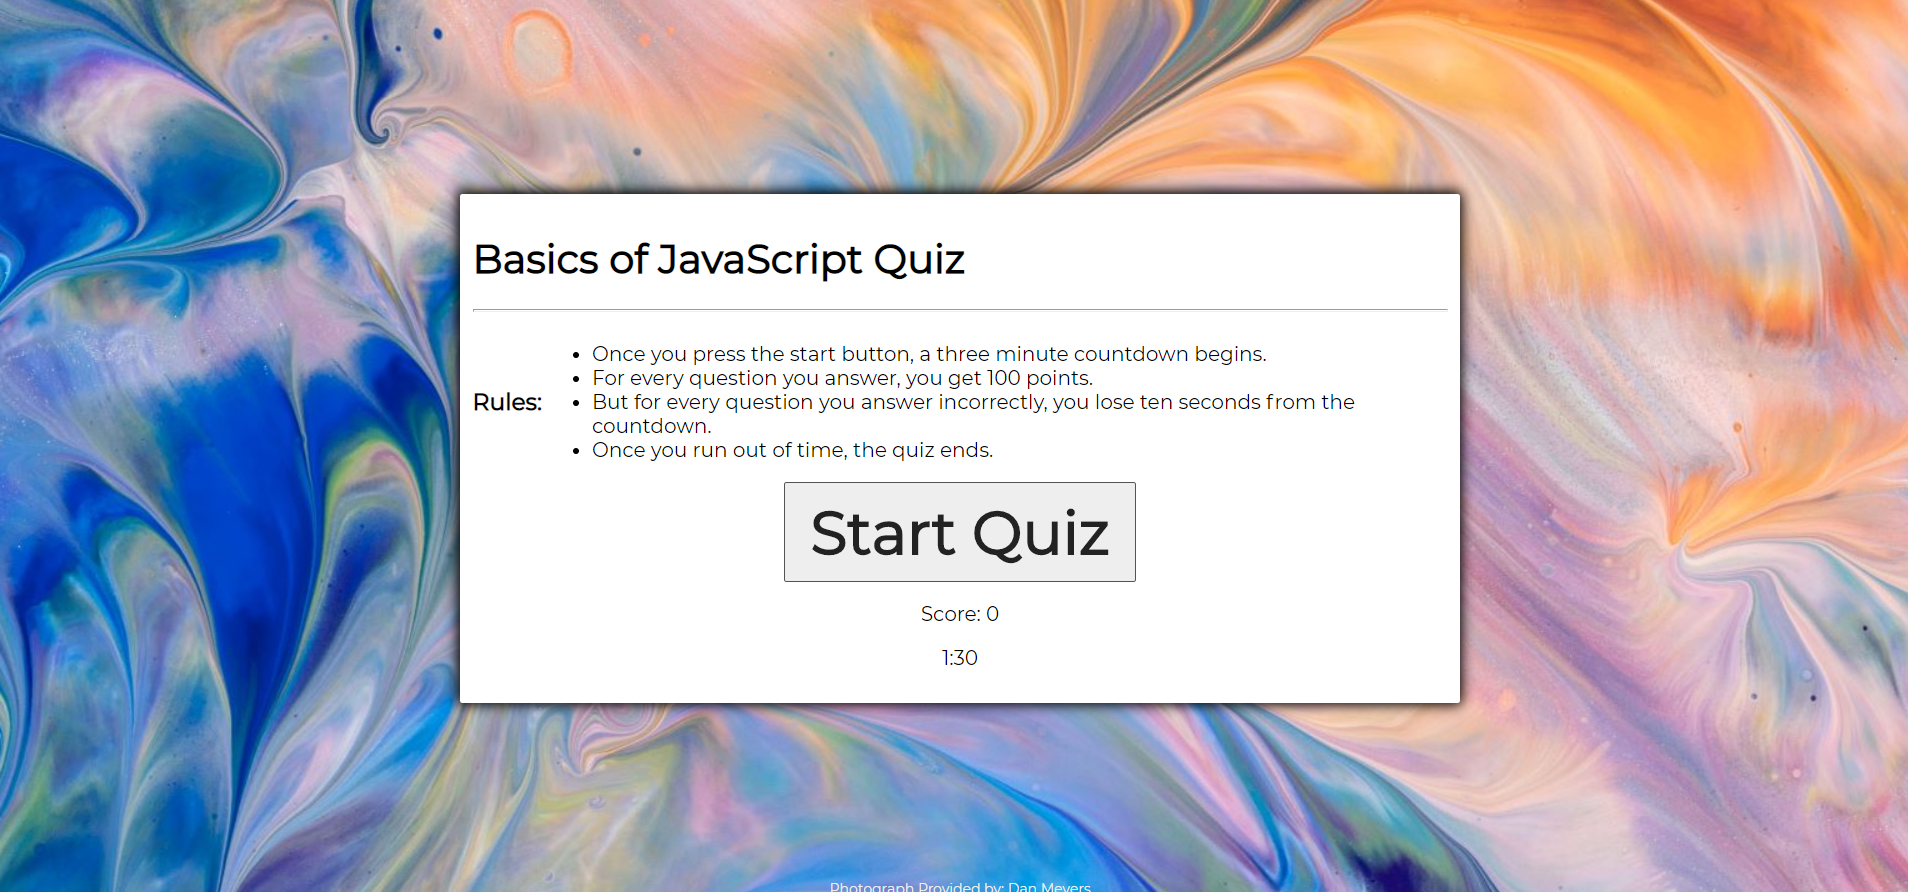 Basics of JavaScript Quiz
Rules:
Once you press the start button, a three minute countdown begins.
For every question you answer, you get 100 points.
But for every question you answer incorrectly, you lose ten seconds from the
countdown.
Once you run out of time, the quiz ends.
Start Quiz
Score: 0
1:30
Photograph Provided by: Dan Meyers